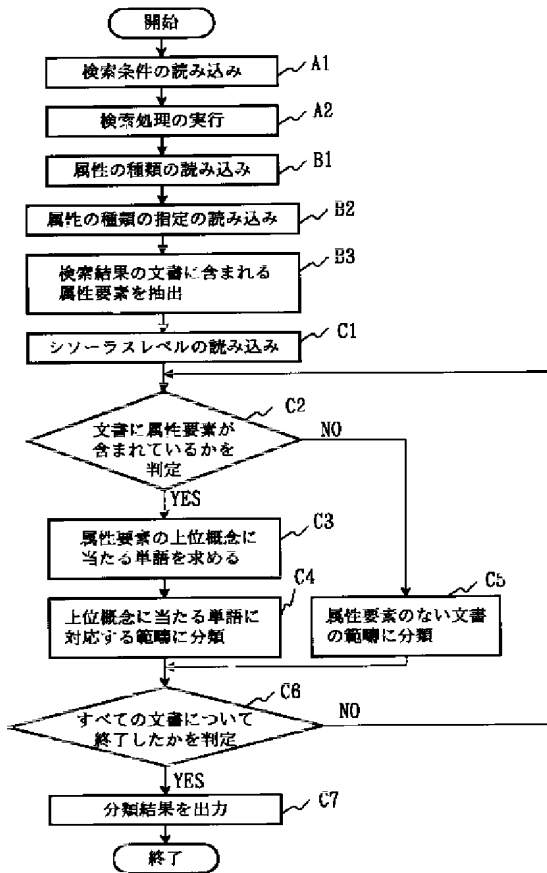 開始
検索条件の読み込み
A1
検索処理の実行
A2
属性の種類の読み込み
B1
属性の種類の指定の読み込み
B2
検索結果の文書に含まれる
属性要素を抽出
B3
シソーラスレベルの読み込み
C1
文書に属性要素が
含まれているかを
判定
C2
NO
YES
属性要素の上位概念に
当たる単語を求める
C3
上位概念に当たる単語に
対応する範疇に分類
C4
属性要素のない文書
の範疇に分類
C5
すべての文書について
終了したかを判定
C6
NO
YES
分類結果を出力
C7
終了